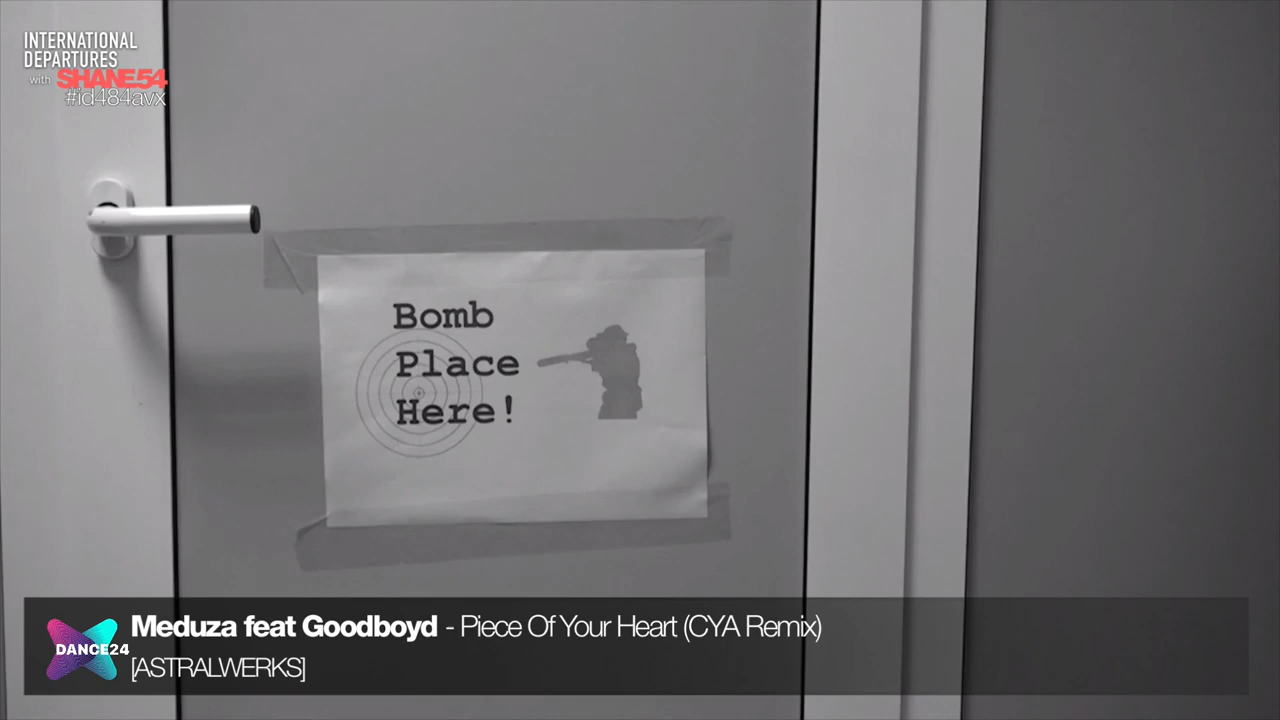 INTERNATIONAL
DEPARTURES
with SHANE54
#id484avx
Bomb
Place
Here!
Meduza feat Goodboyd - Piece Of Your Heart (CYA Remix)
DANCE24
[ASTRALWERKS]